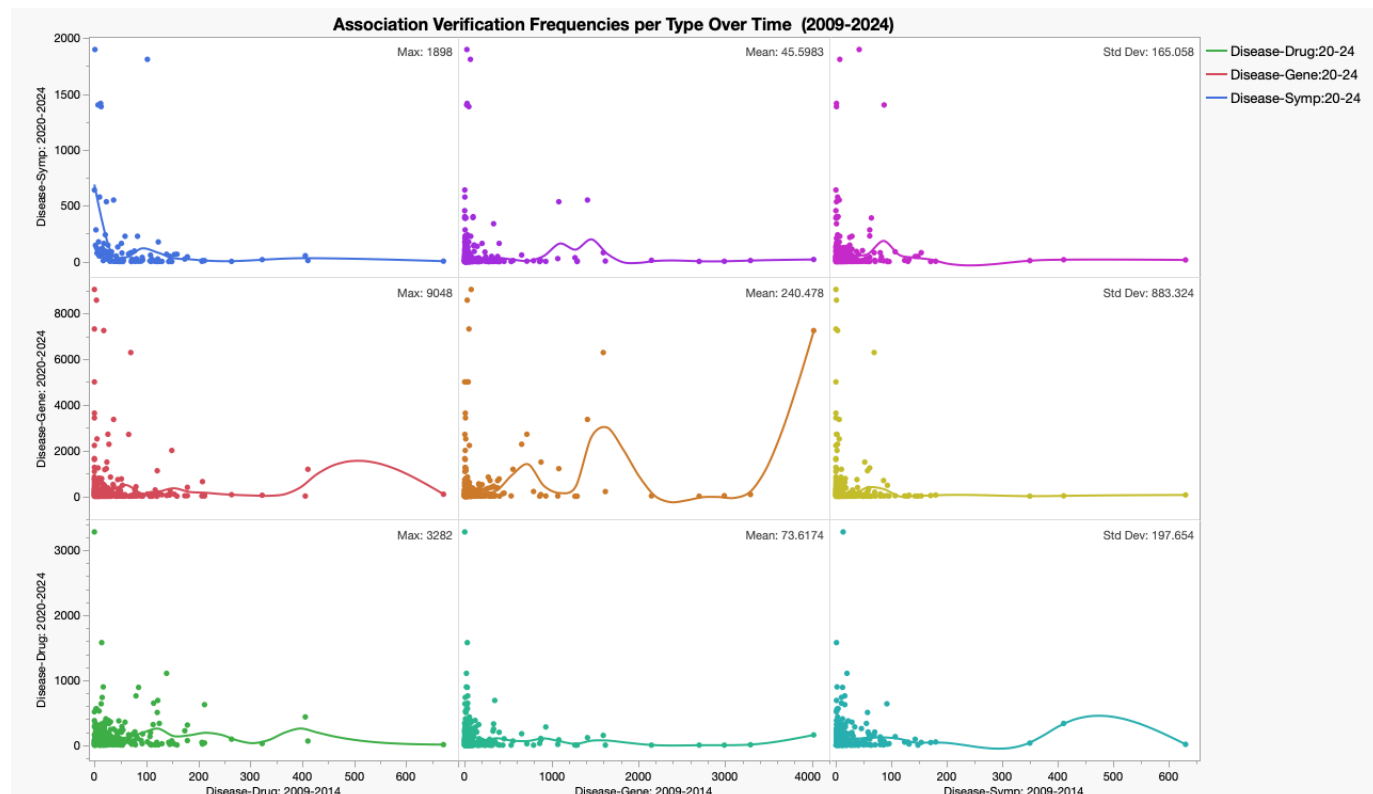 Association Verification Frequencies per Type Over Time (2009-2024)
Disease-Drug:20-24
Disease-Gene:20-24
Disease-Symp:20-24
Disease-Symp: 2020-2024
2000
1500
1000
500
0
Max: 1898
Mean: 45.5983
Std Dev: 165.058
Disease-Gene: 2020-2024
8000
6000
4000
2000
0
Max: 9048
Mean: 240.478
Std Dev: 883.324
Disease-Drug: 2020-2024
3000
2000
1000
0
Max: 3282
Mean: 73.6174
Std Dev: 197.654
0 100 200 300 400 500 600
0 1000 2000 3000 4000
0 100 200 300 400 500 600
Disease-Drug: 2009-2014
Disease-Gene: 2009-2014
Disease-Symp: 2009-2014